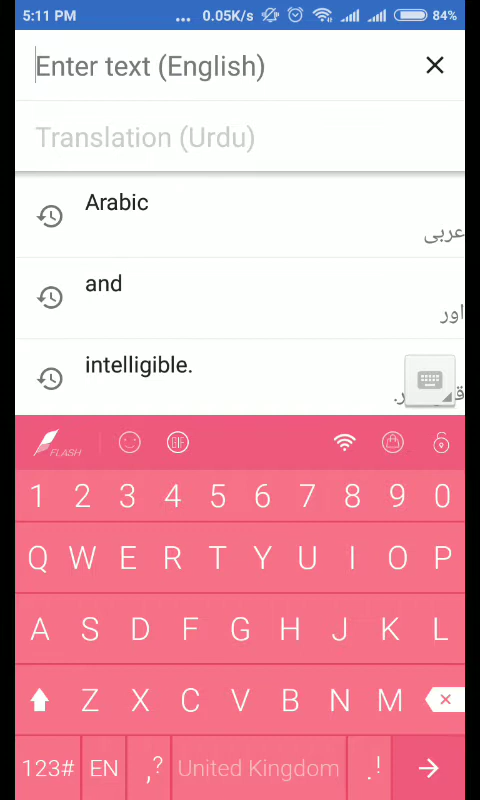 5:11 PM ... 0.05K/s 84%
Enter text (English)
Translation (Urdu)
Arabic
عربی
and
اور
intelligible.
FLASH GIF
1 2 3 4 5 6 7 8 9 0
Q W E R T Y U I O P
A S D F G H J K L
Z X C V B N M
123# EN ,? United Kingdom .!